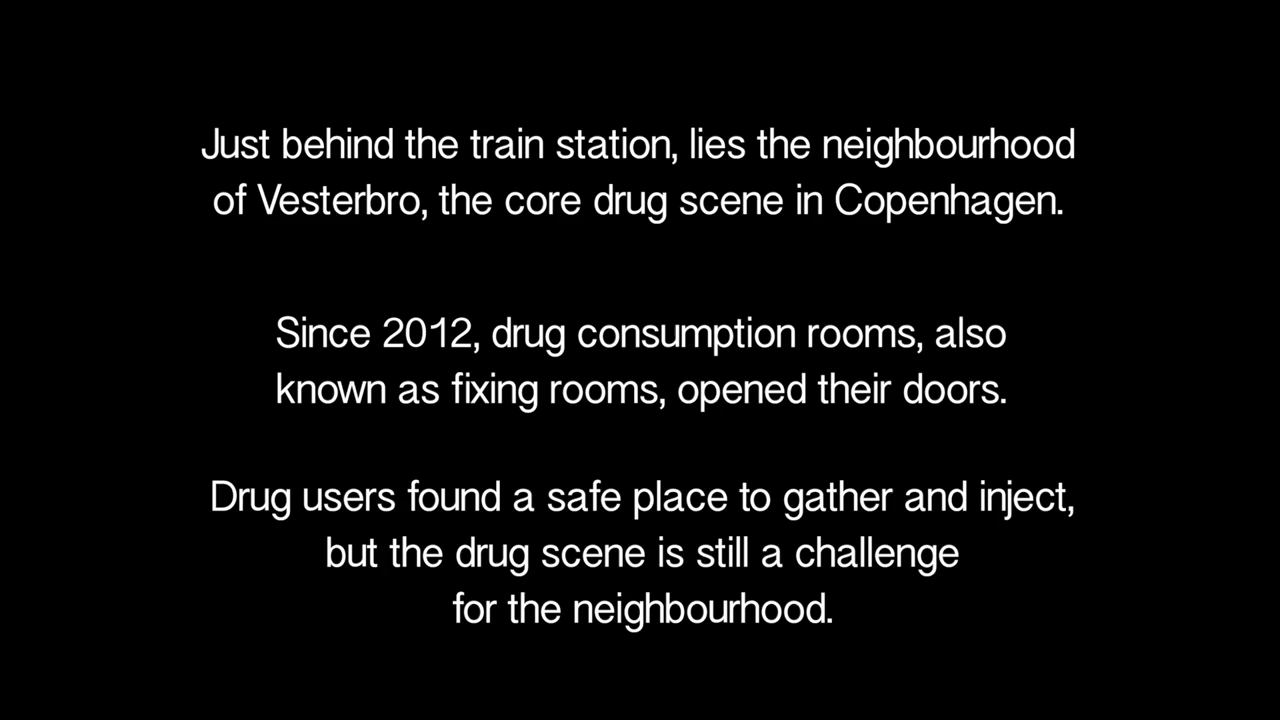 Just behind the train station, lies the neighbourhood
of Vesterbro, the core drug scene in Copenhagen.
Since 2012, drug consumption rooms, also
known as fixing rooms, opened their doors.
Drug users found a safe place to gather and inject,
but the drug scene is still a challenge
for the neighbourhood.